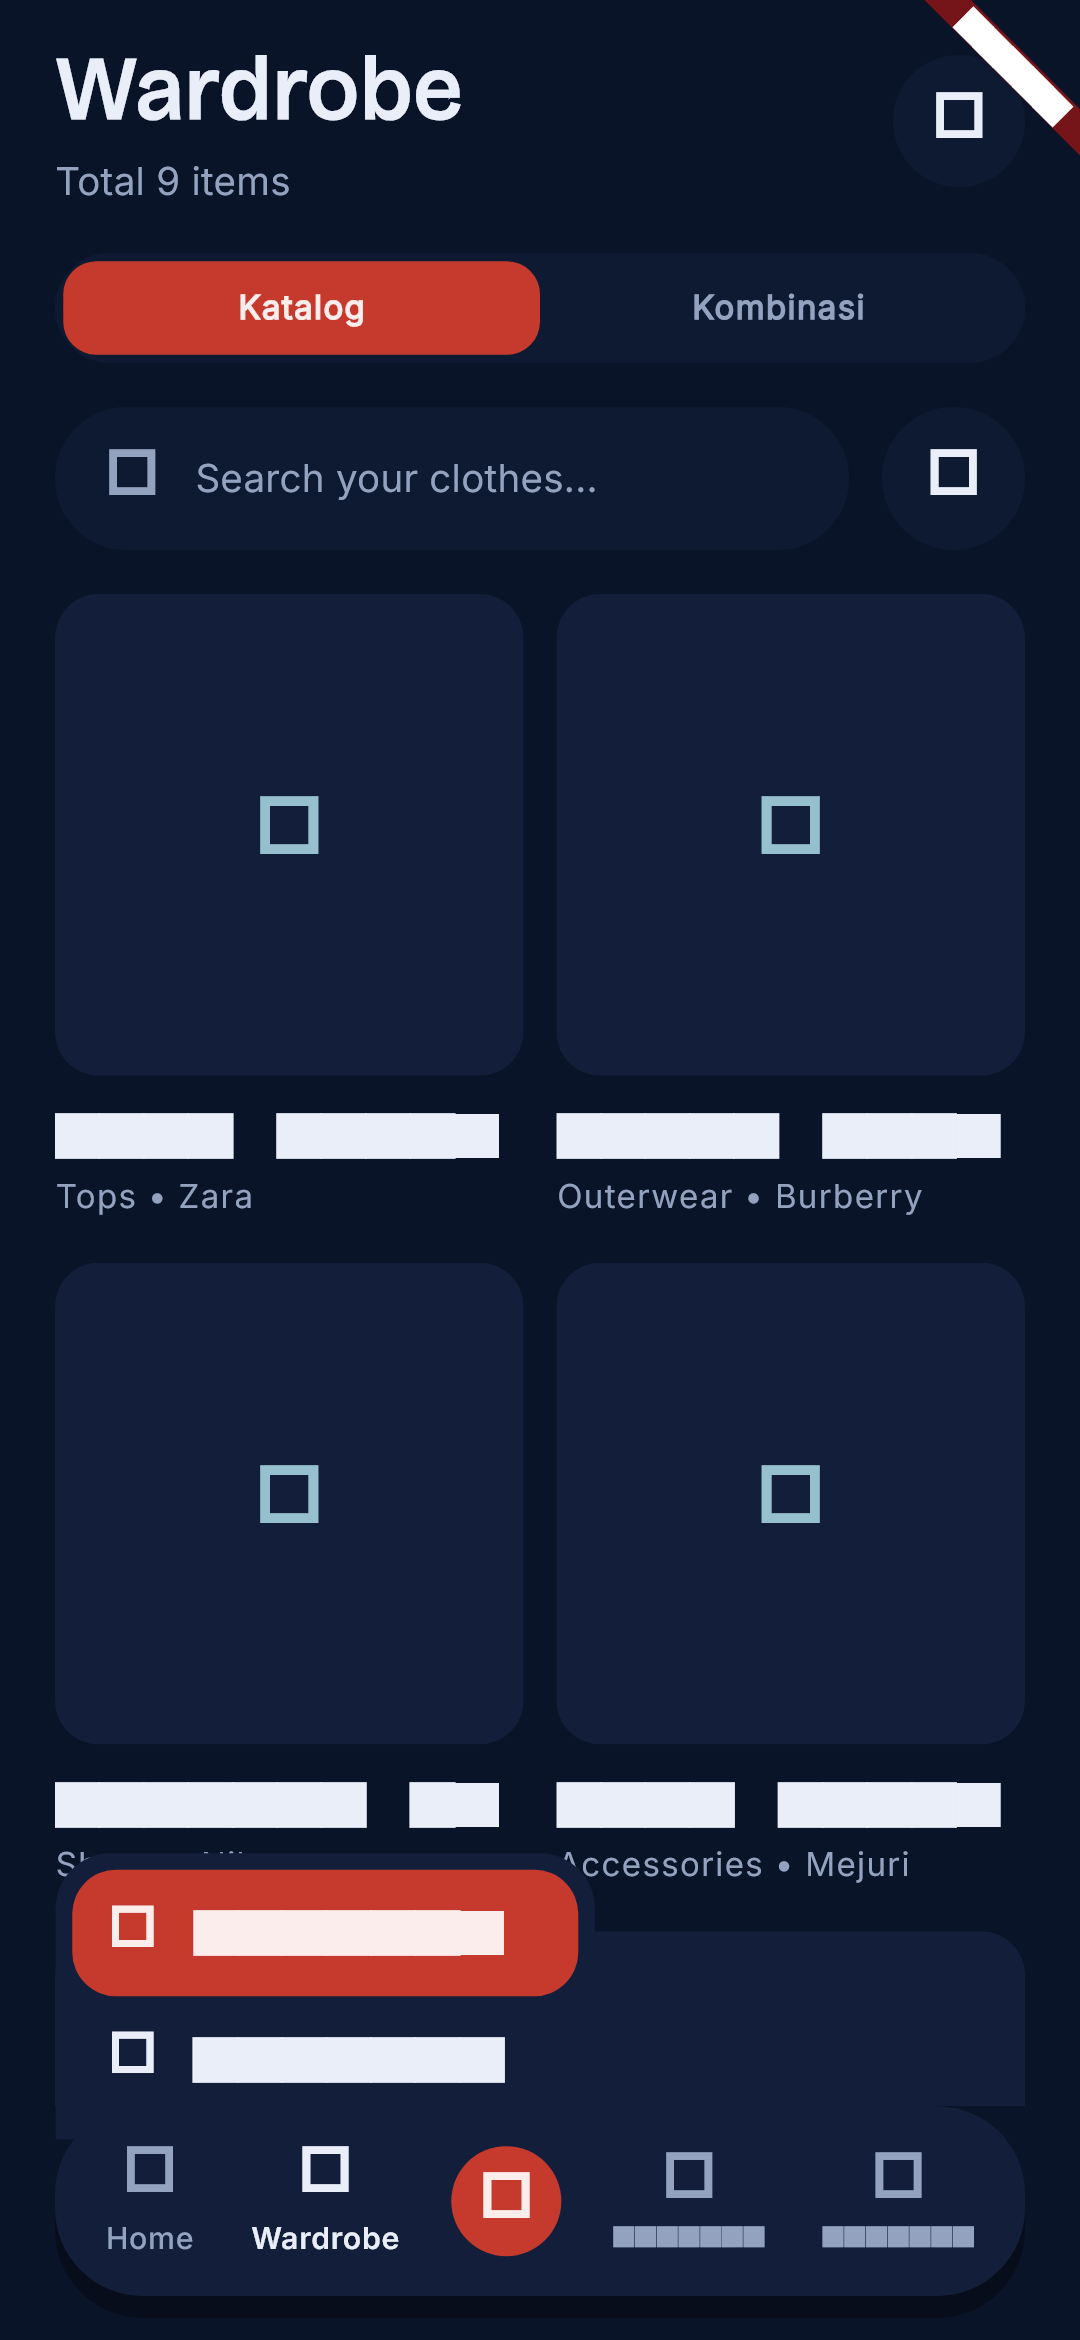 Wardrobe
Total 9 items
Katalog
Kombinasi
Search your clothes...
Tops • Zara
Outerwear • Burberry
Accessories • Mejuri
Home
Wardrobe